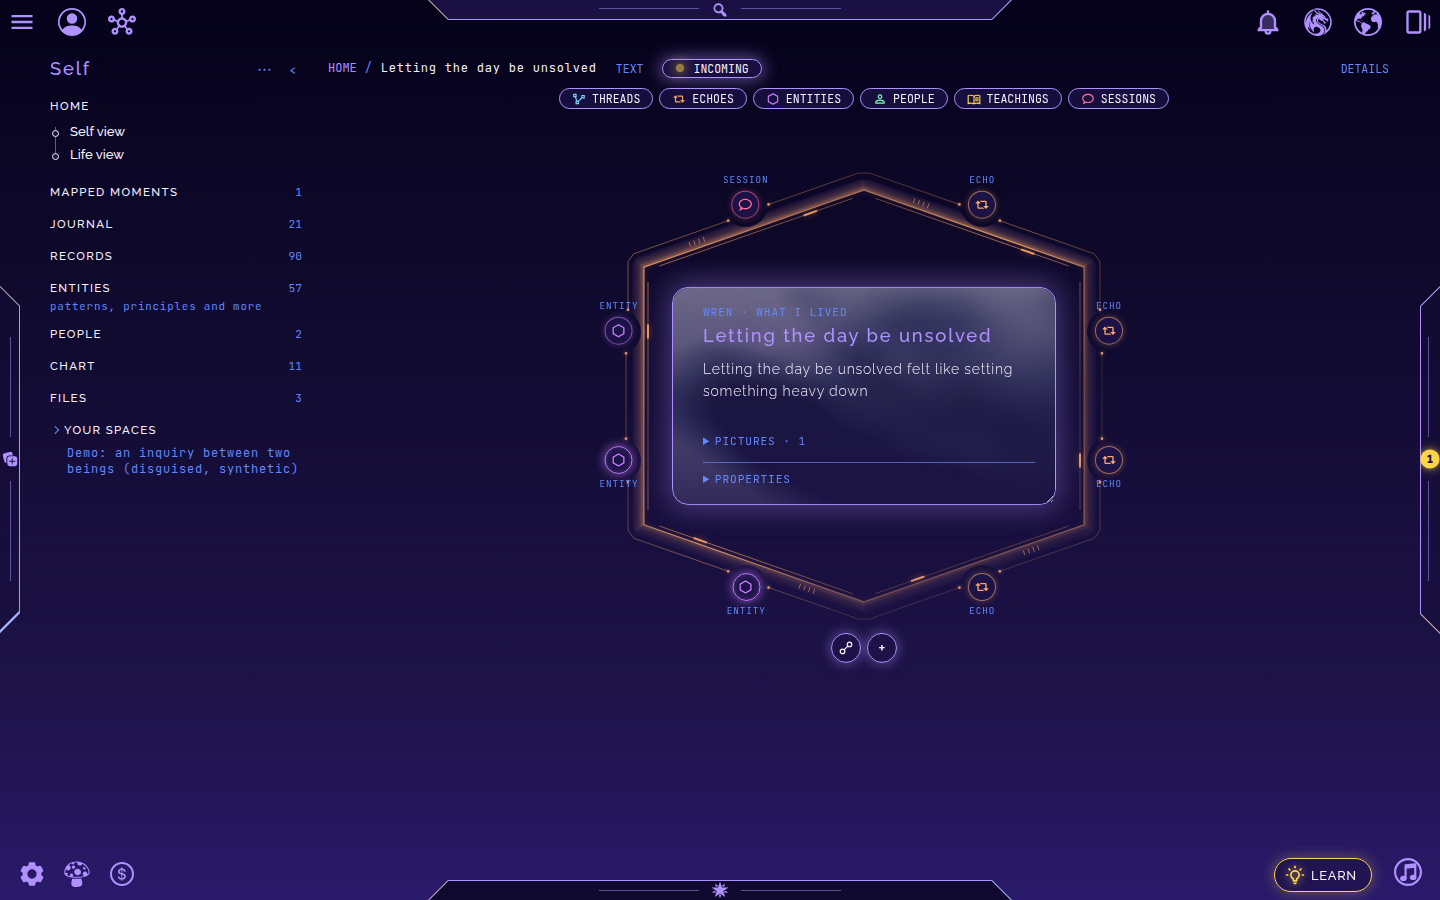 Self
...
<
HOME / Letting the day be unsolved
TEXT
INCOMING
DETAILS
THREADS
ECHOES
ENTITIES
PEOPLE
TEACHINGS
SESSIONS
HOME
Self view
Life view
MAPPED MOMENTS 1
JOURNAL 21
RECORDS 90
ENTITIES 57
patterns, principles and more
PEOPLE 2
CHART 11
FILES 3
YOUR SPACES
Demo: an inquiry between two
beings (disguised, synthetic)
SESSION
ECHO
ENTITY
ECHO
WREN · WHAT I LIVED
Letting the day be unsolved
Letting the day be unsolved felt like setting
something heavy down
PICTURES · 1
PROPERTIES
ENTITY
ECHO
ENTITY
ECHO
+
1
$
LEARN